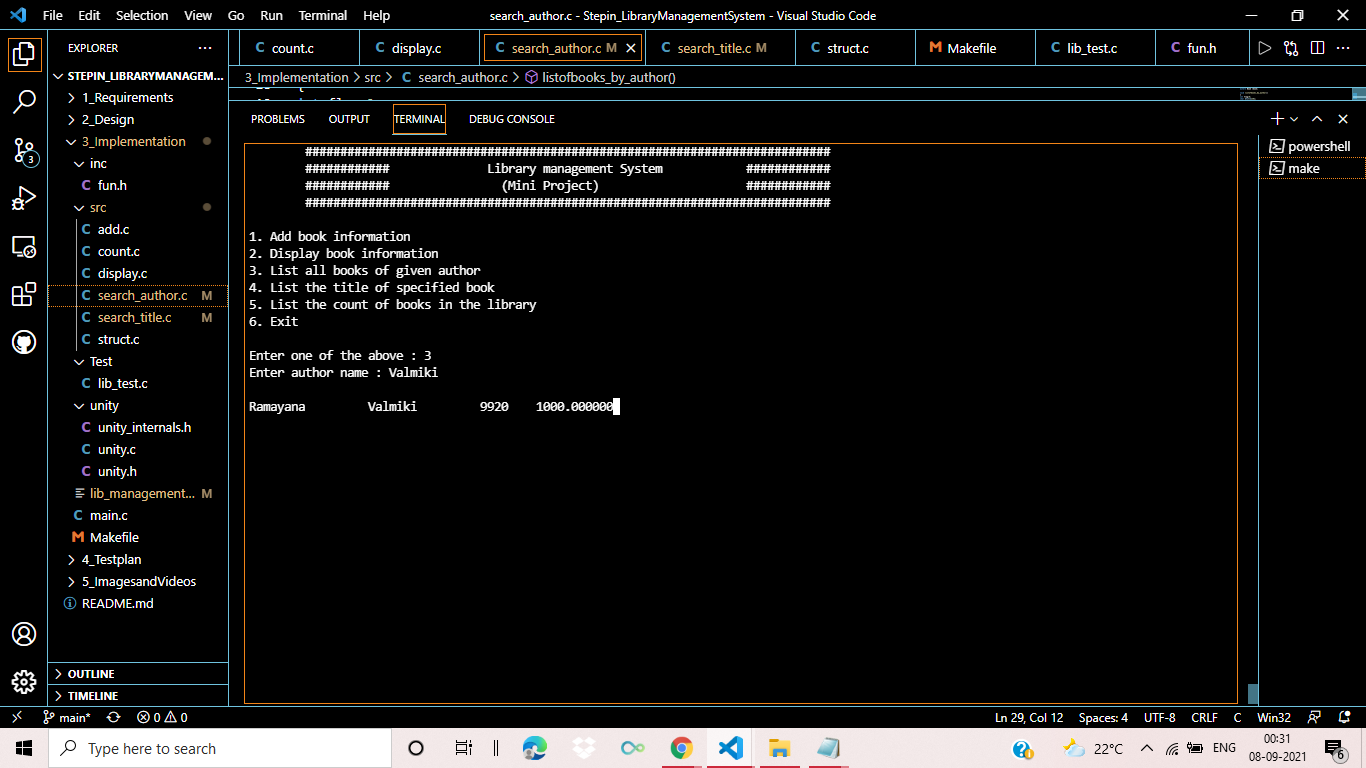 File Edit Selection View Go Run Terminal Help search_author.c - Stepin_LibraryManagementSystem - Visual Studio Code
EXPLORER ···
count.c display.c search_author.c M search_title.c M struct.c Makefile lib_test.c fun.h
STEPIN_LIBRARYMANAGEM...
1_Requirements
2_Design
3_Implementation
inc
fun.h
src
add.c
count.c
display.c
search_author.c M
search_title.c M
struct.c
Test
lib_test.c
unity
unity_internals.h
unity.c
unity.h
lib_management... M
main.c
Makefile
4_Testplan
5_ImagesandVideos
README.md
OUTLINE
TIMELINE
3_Implementation > src > search_author.c > listofbooks_by_author()
PROBLEMS OUTPUT TERMINAL DEBUG CONSOLE
powershell
make
###########################################################################
############ Library management System ############
############ (Mini Project) ############
###########################################################################
1. Add book information
2. Display book information
3. List all books of given author
4. List the title of specified book
5. List the count of books in the library
6. Exit
Enter one of the above : 3
Enter author name : Valmiki
Ramayana Valmiki 9920 1000.000000
3
main* 0 0 Ln 29, Col 12 Spaces: 4 UTF-8 CRLF C Win32
Type here to search 22°C ENG 00:31
08-09-2021 6